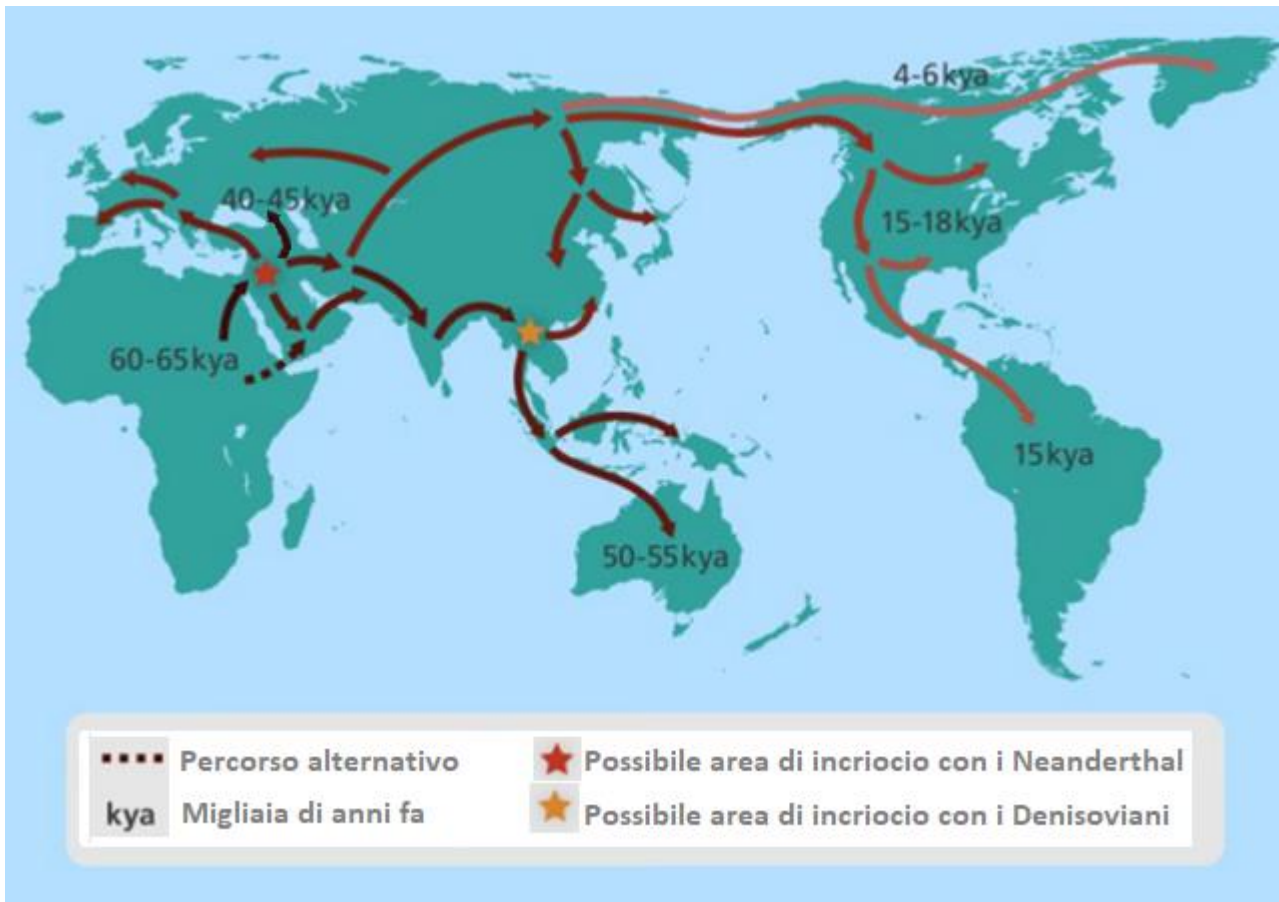 4-6kya
40-45kya
15-18kya
60-65kya
15kya
50-55kya
Percorso alternativo
Possibile area di incriocio con i Neanderthal
kya Migliaia di anni fa
Possibile area di incriocio con i Denisoviani